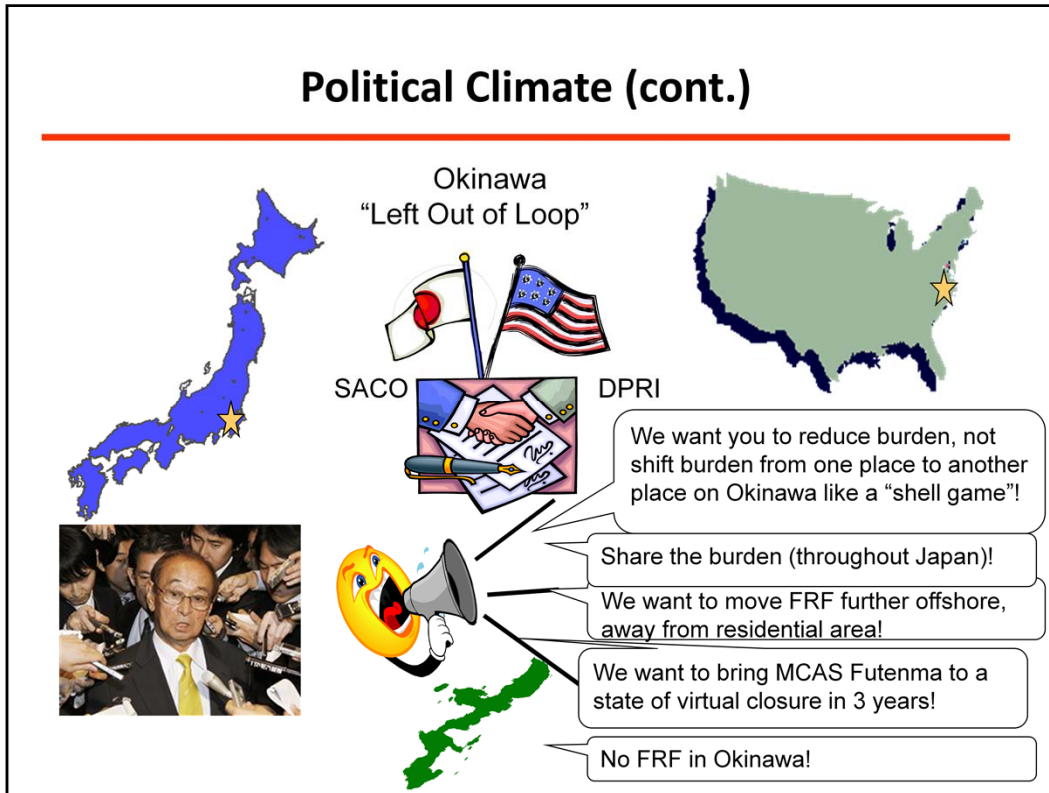 Political Climate (cont.)
Okinawa
“Left Out of Loop”
SACO
DPRI
We want you to reduce burden, not
shift burden from one place to another
place on Okinawa like a “shell game”!
Share the burden (throughout Japan)!
We want to move FRF further offshore,
away from residential area!
We want to bring MCAS Futenma to a
state of virtual closure in 3 years!
No FRF in Okinawa!